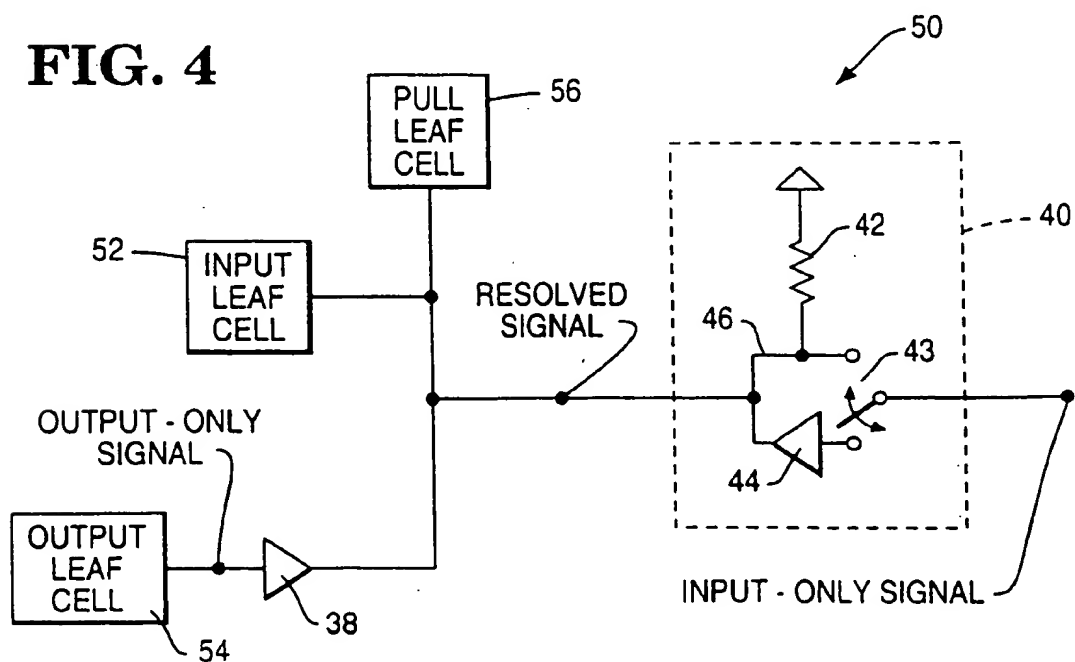 FIG. 4
50
PULL
LEAF
CELL
56
40
42
52
INPUT
LEAF
CELL
RESOLVED
SIGNAL
46
43
OUTPUT - ONLY
SIGNAL
44
OUTPUT
LEAF
CELL
38
INPUT - ONLY SIGNAL
54